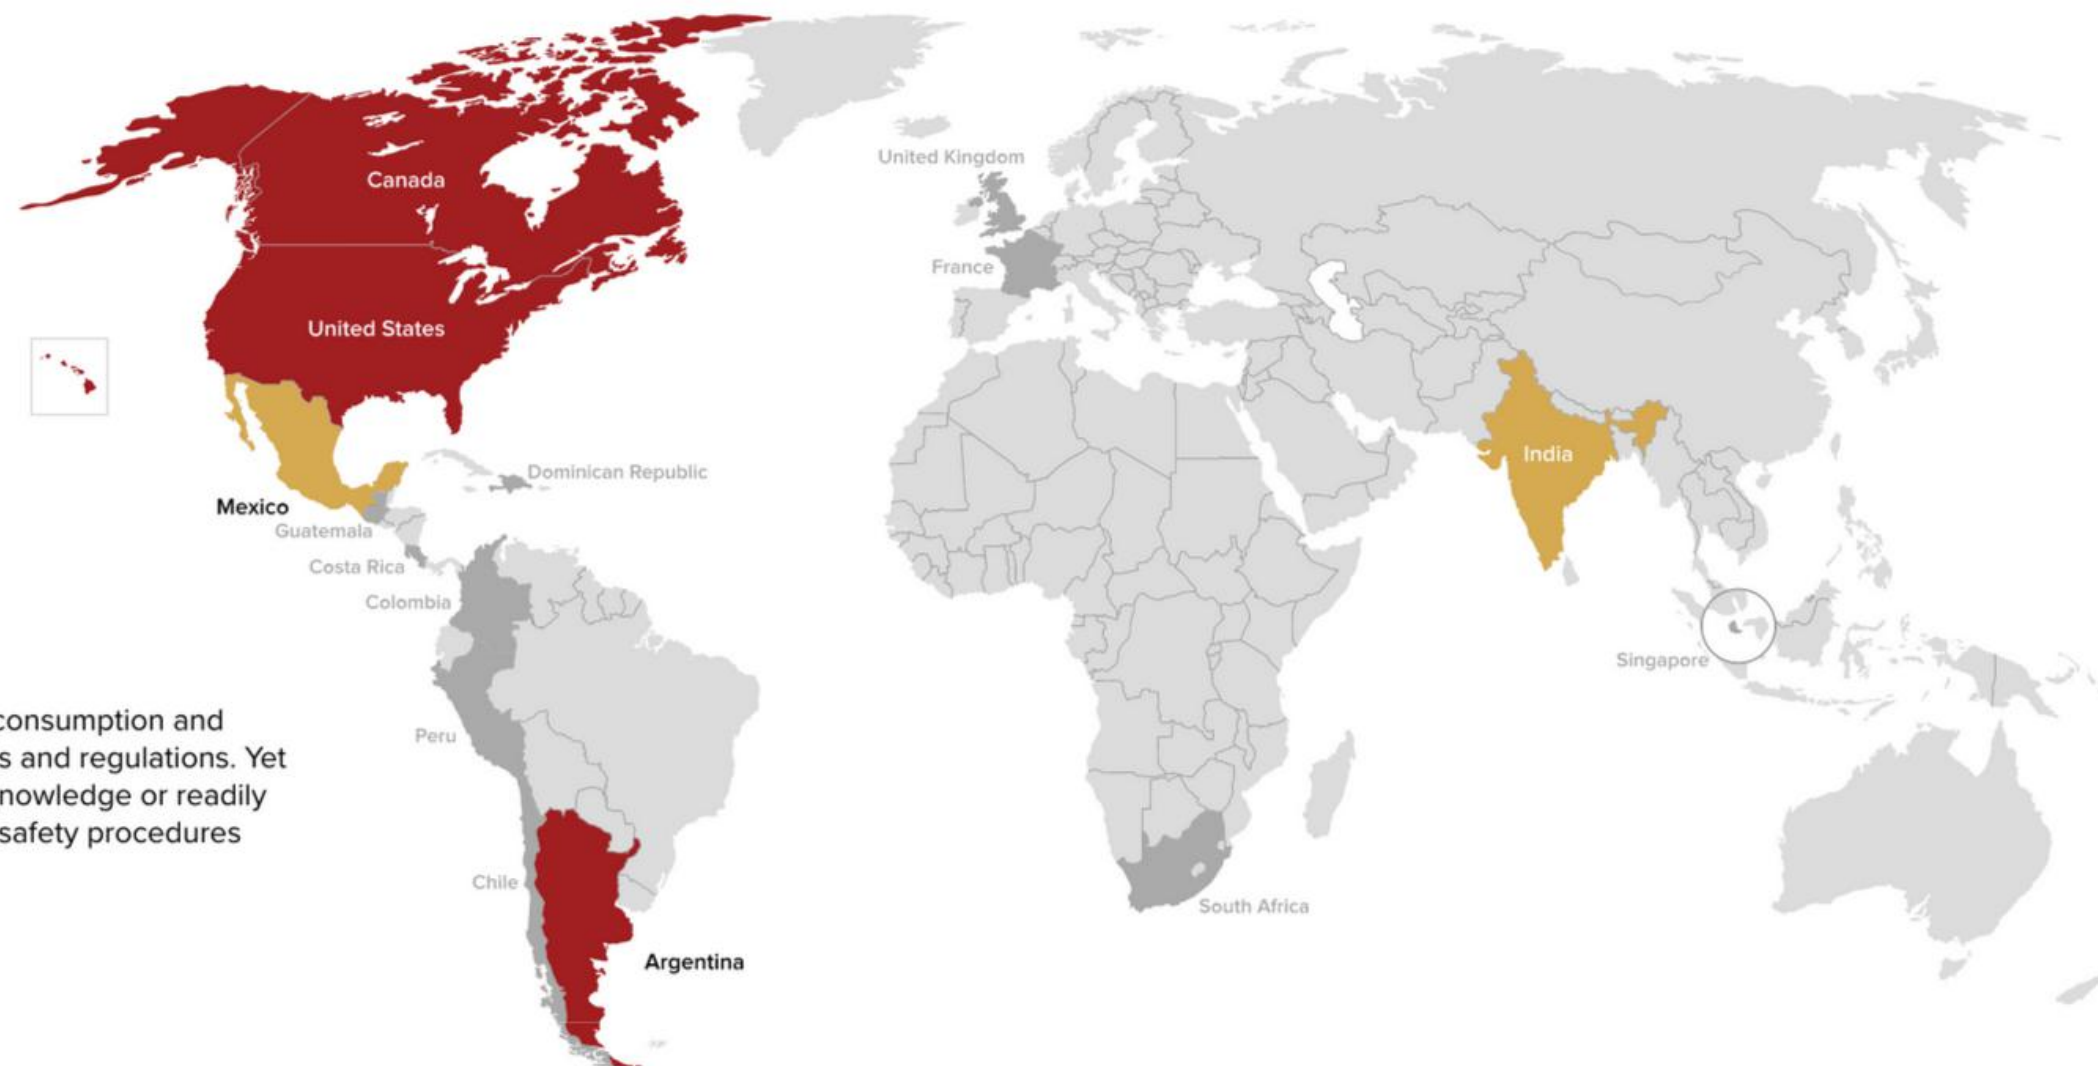 Canada
United Kingdom
France
United States
India
Dominican Republic
Mexico
Guatemala
Costa Rica
Colombia
Singapore
Peru
consumption and
s and regulations. Yet
nowledge or readily
safety procedures
Chile
South Africa
Argentina